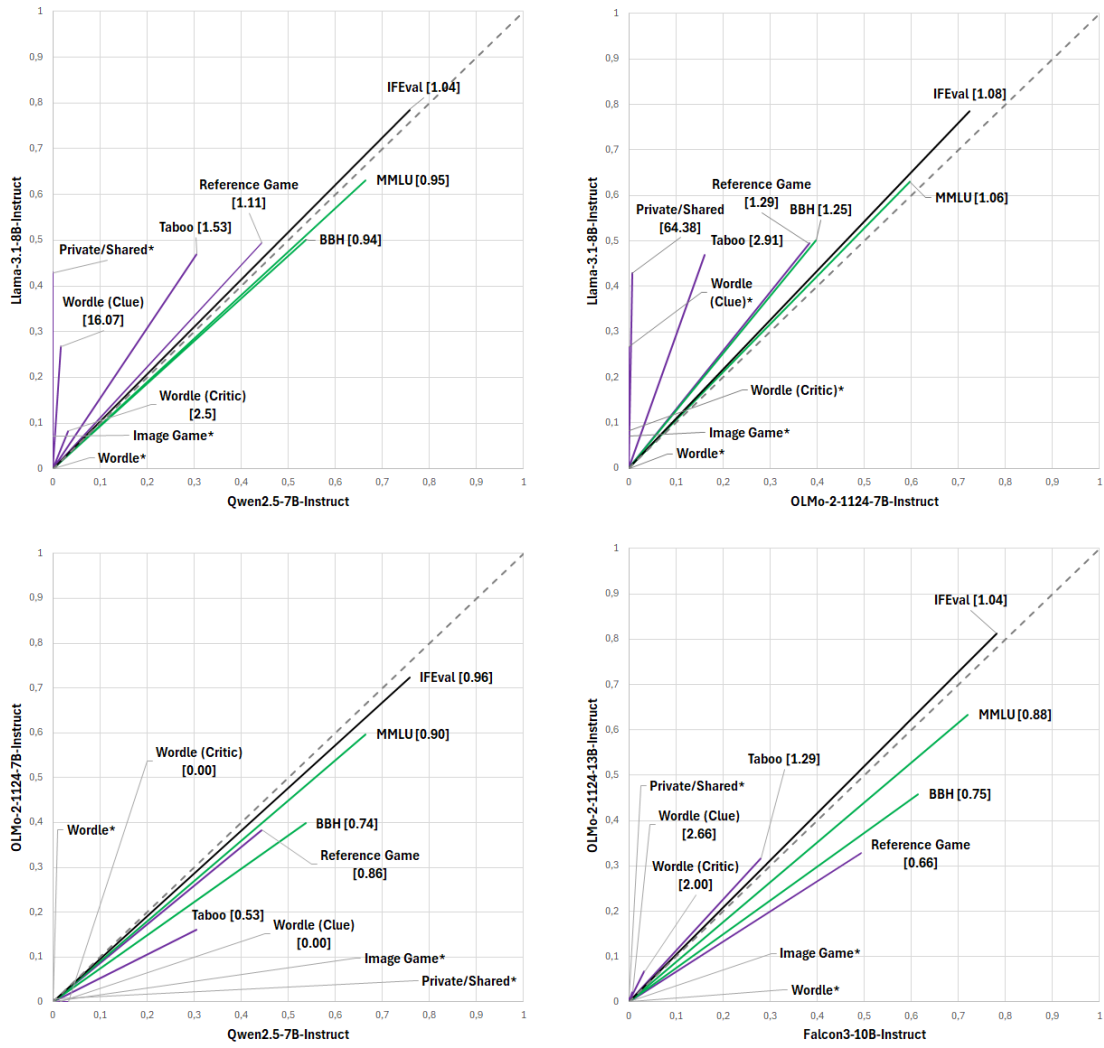 1
0,9
0,8
0,7
0,6
0,5
0,4
0,3
0,2
0,1
0
Llama-3.1-8B-Instruct
IFEval [1.04]
MMLU [0.95]
Reference Game
[1.11]
Taboo [1.53]
BBH [0.94]
Private/Shared*
Wordle (Clue)
[16.07]
Wordle (Critic)
[2.5]
Image Game*
Wordle*
0 0,1 0,2 0,3 0,4 0,5 0,6 0,7 0,8 0,9 1
Qwen2.5-7B-Instruct
1
0,9
0,8
0,7
0,6
0,5
0,4
0,3
0,2
0,1
0
Llama-3.1-8B-Instruct
IFEval [1.08]
MMLU [1.06]
Reference Game
[1.29]
BBH [1.25]
Private/Shared
[64.38]
Taboo [2.91]
Wordle
(Clue)*
Wordle (Critic)*
Image Game*
Wordle*
0 0,1 0,2 0,3 0,4 0,5 0,6 0,7 0,8 0,9 1
OLMo-2-1124-7B-Instruct
1
0,9
0,8
0,7
0,6
0,5
0,4
0,3
0,2
0,1
0
OLMo-2-1124-7B-Instruct
IFEval [0.96]
MMLU [0.90]
Wordle (Critic)
[0.00]
Wordle*
BBH [0.74]
Reference Game
[0.86]
Taboo [0.53]
Wordle (Clue)
[0.00]
Image Game*
Private/Shared*
0 0,1 0,2 0,3 0,4 0,5 0,6 0,7 0,8 0,9 1
Qwen2.5-7B-Instruct
1
0,9
0,8
0,7
0,6
0,5
0,4
0,3
0,2
0,1
0
OLMo-2-1124-13B-Instruct
IFEval [1.04]
MMLU [0.88]
Taboo [1.29]
Private/Shared*
BBH [0.75]
Wordle (Clue)
[2.66]
Reference Game
[0.66]
Wordle (Critic)
[2.00]
Image Game*
Wordle*
0 0,1 0,2 0,3 0,4 0,5 0,6 0,7 0,8 0,9 1
Falcon3-10B-Instruct